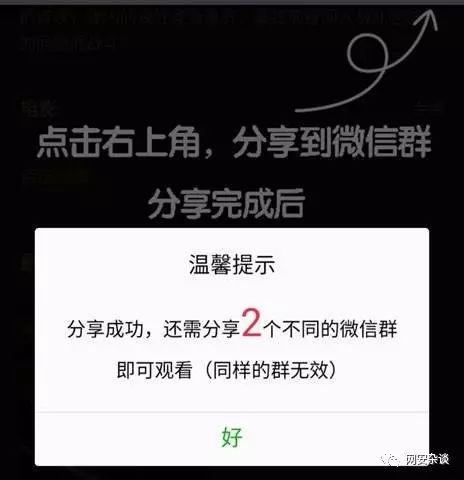 点击右上角，分享到微信群
分享完成后
温馨提示
分享成功，还需分享2个不同的微信群
即可观看（同样的群无效）
好
网安杂谈